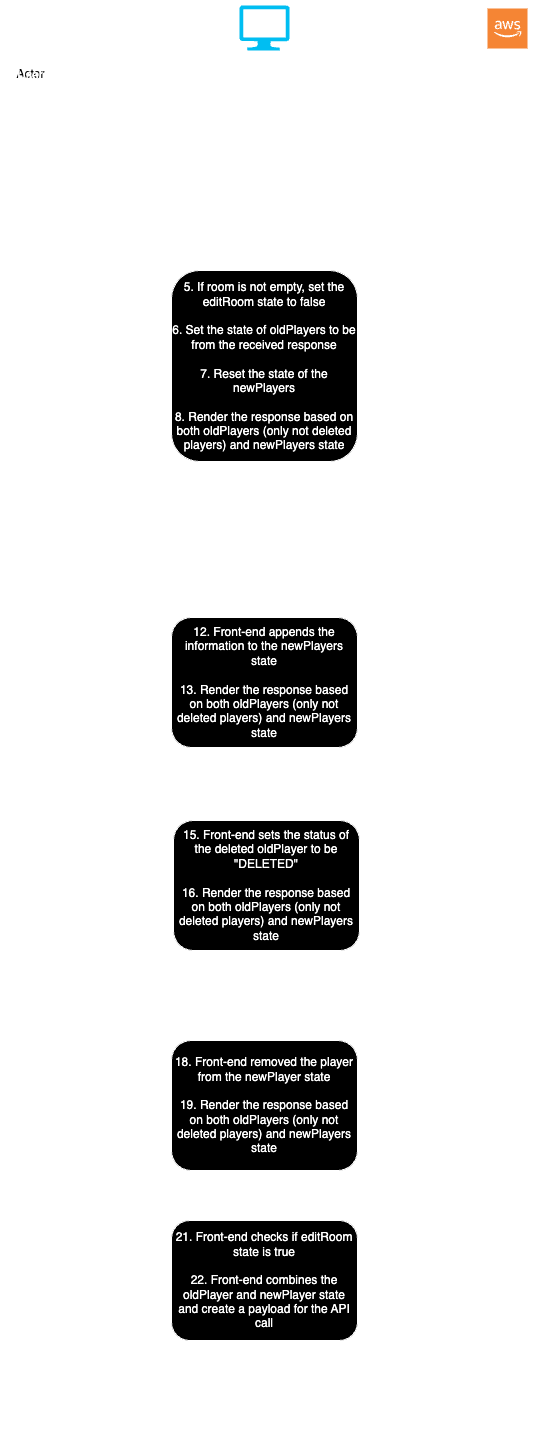 aws
Actor
5. If room is not empty, set the
editRoom state to false
6. Set the state of oldPlayers to be
from the received response
7. Reset the state of the
newPlayers
8. Render the response based on
both oldPlayers (only not deleted
players) and newPlayers state
12. Front-end appends the
information to the newPlayers
state
13. Render the response based
on both oldPlayers (only not
deleted players) and newPlayers
state
15. Front-end sets the status of
the deleted oldPlayer to be
"DELETED"
16. Render the response based
on both oldPlayers (only not
deleted players) and newPlayers
state
18. Front-end removed the player
from the newPlayer state
19. Render the response based
on both oldPlayers (only not
deleted players) and newPlayers
state
21. Front-end checks if editRoom
state is true
22. Front-end combines the
oldPlayer and newPlayer state
and create a payload for the API
call